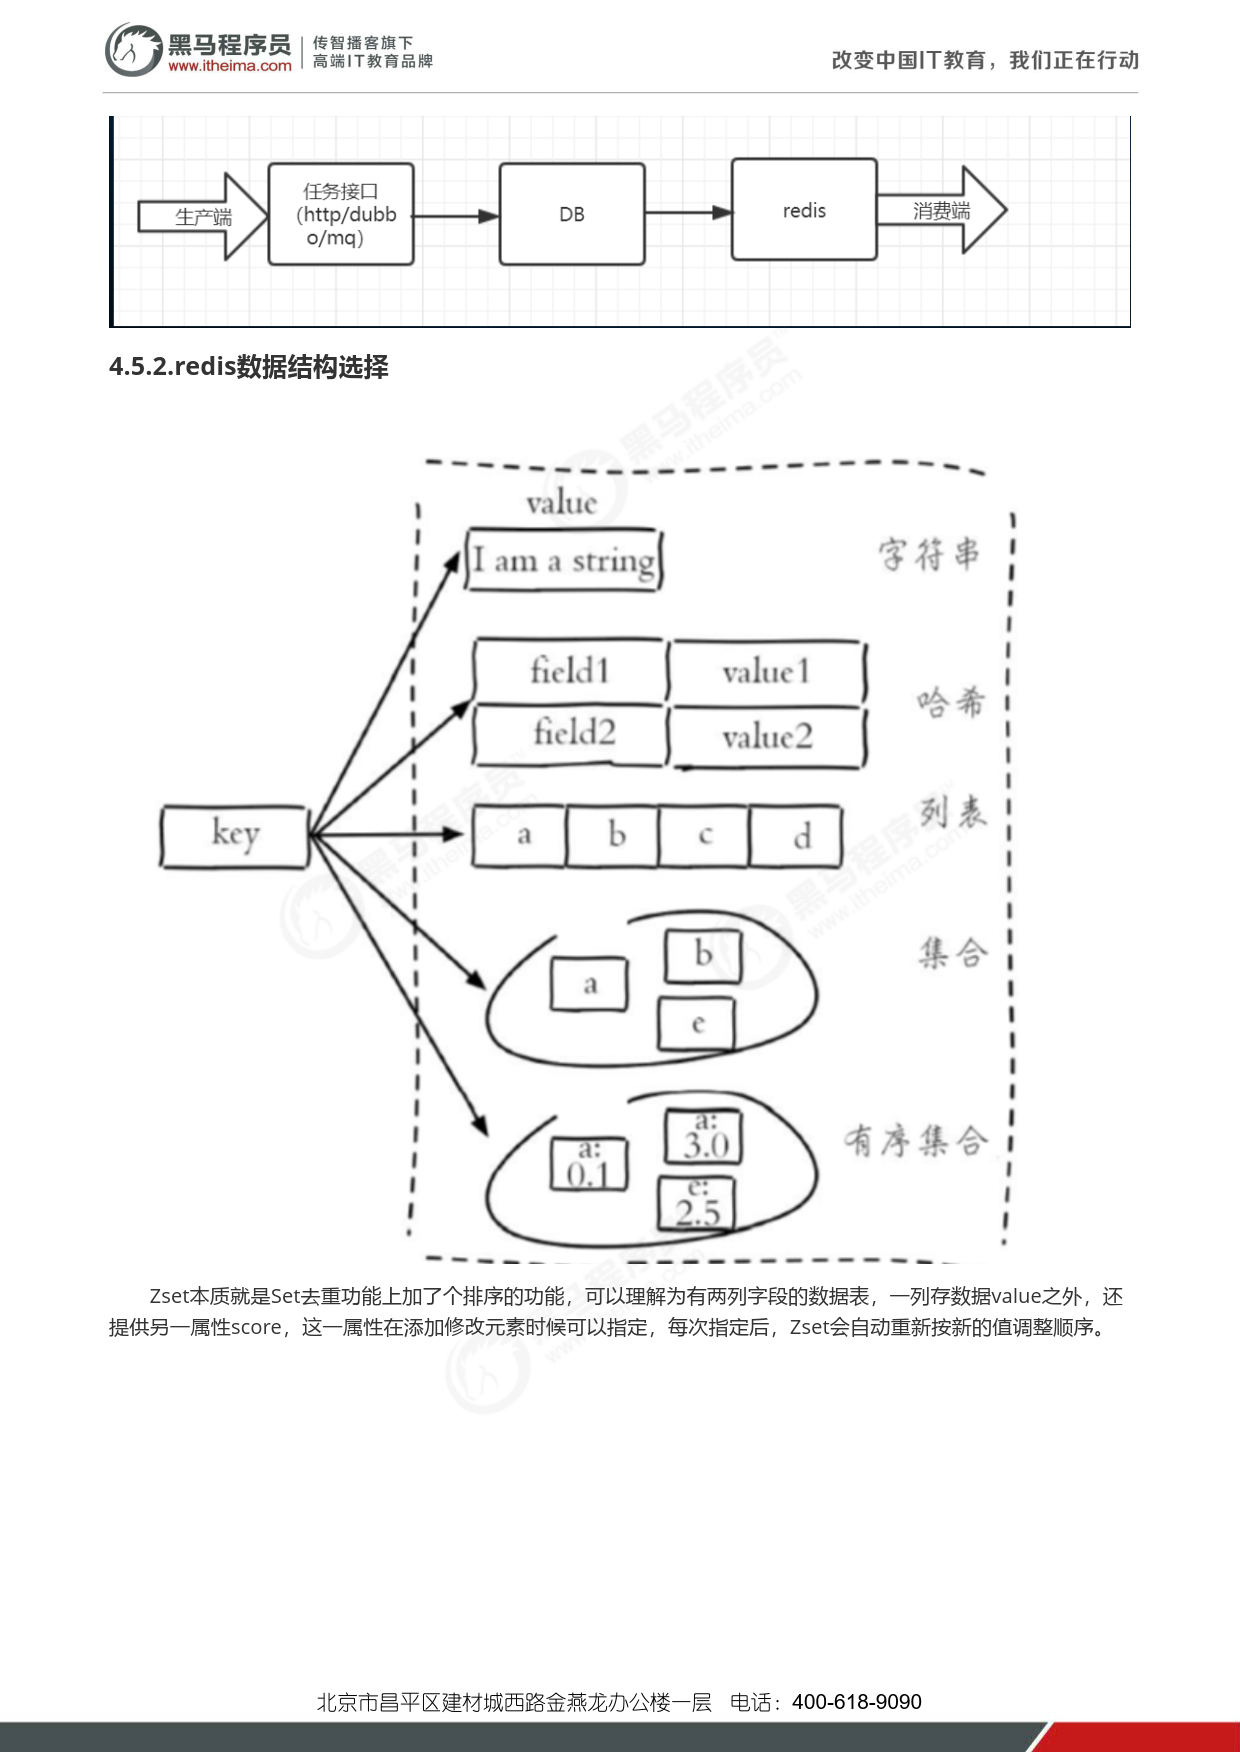 黑马程序员
www.itheima.com
传智播客旗下
高端IT教育品牌
改变中国IT教育，我们正在行动
生产端
任务接口
(http/dubb
o/mq)
DB
redis
消费端
4.5.2.redis数据结构选择
value
I am a string
字符串
field1
value1
哈希
field2
value2
列表
key
a
b
c
d
集合
b
a
e
有序集合
a:
3.0
a:
0.1
e:
2.5
Zset本质就是Set去重功能上加了个排序的功能，可以理解为有两列字段的数据表，一列存数据value之外，还
提供另一属性score，这一属性在添加修改元素时候可以指定，每次指定后，Zset会自动重新按新的值调整顺序。
黑马程序员
www.itheima.com
北京市昌平区建材城西路金燕龙办公楼一层 电话：400-618-9090